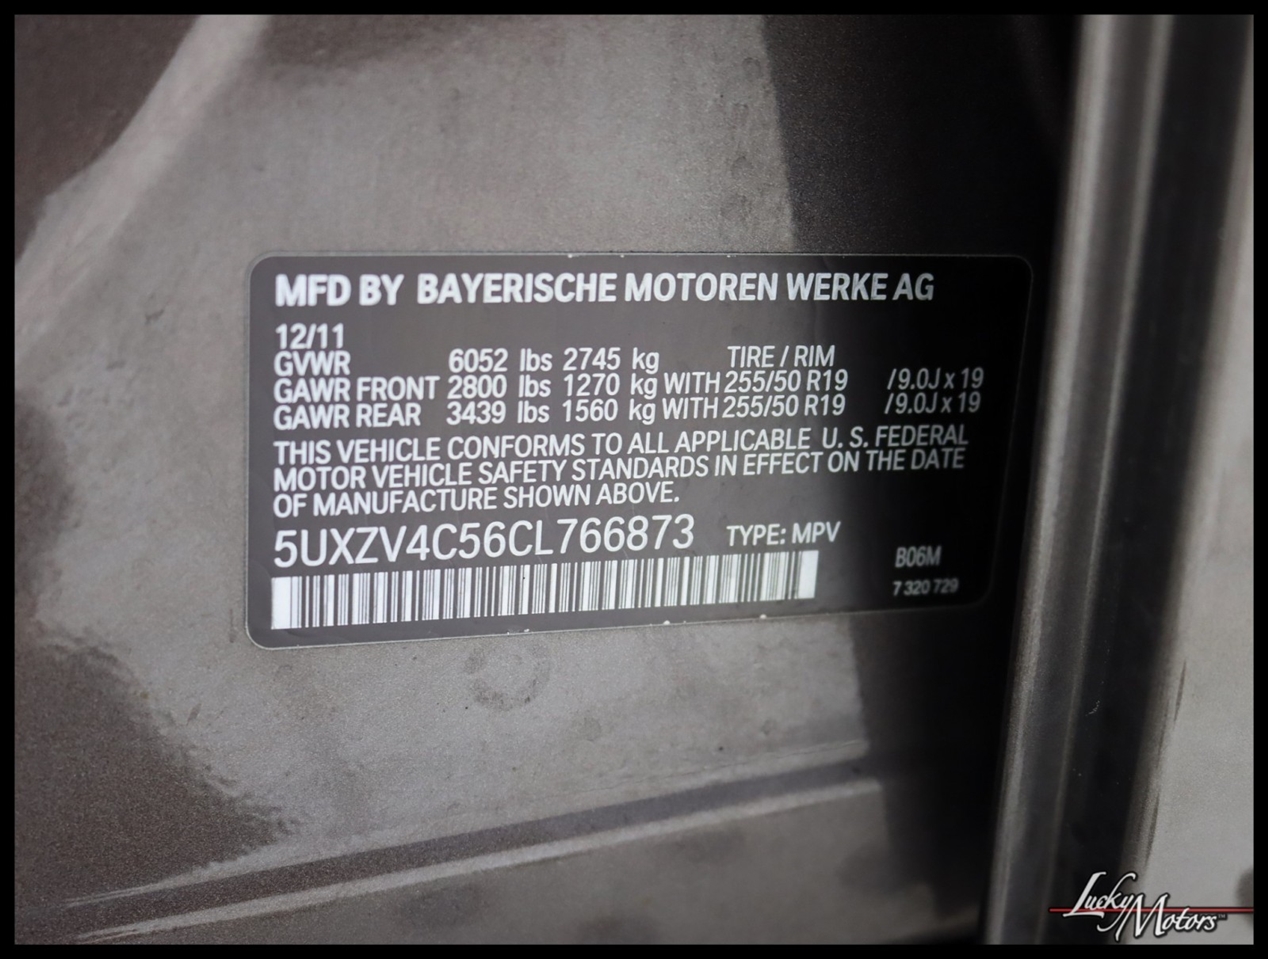 MFD BY BAYERISCHE MOTOREN WERKE AG
12/11
GVWR 6052 lbs 2745 kg TIRE / RIM
GAWR FRONT 2800 lbs 1270 kg WITH 255/50 R19 /9.0J x 19
GAWR REAR 3439 lbs 1560 kg WITH 255/50 R19 /9.0J x 19
THIS VEHICLE CONFORMS TO ALL APPLICABLE U. S. FEDERAL
MOTOR VEHICLE SAFETY STANDARDS IN EFFECT ON THE DATE
OF MANUFACTURE SHOWN ABOVE.
5UXZV4C56CL766873 TYPE: MPV
B06M
7 320 729
Lucky Motors™